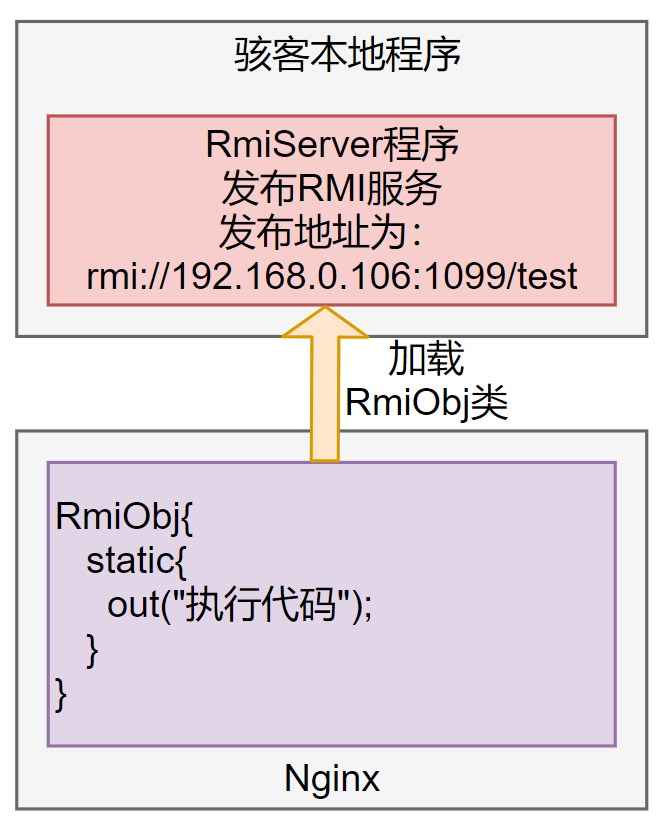 骇客本地程序
RmiServer程序
发布RMI服务
发布地址为：
rmi://192.168.0.106:1099/test
加载
RmiObj类
RmiObj{
static{
out("执行代码");
}
}
Nginx